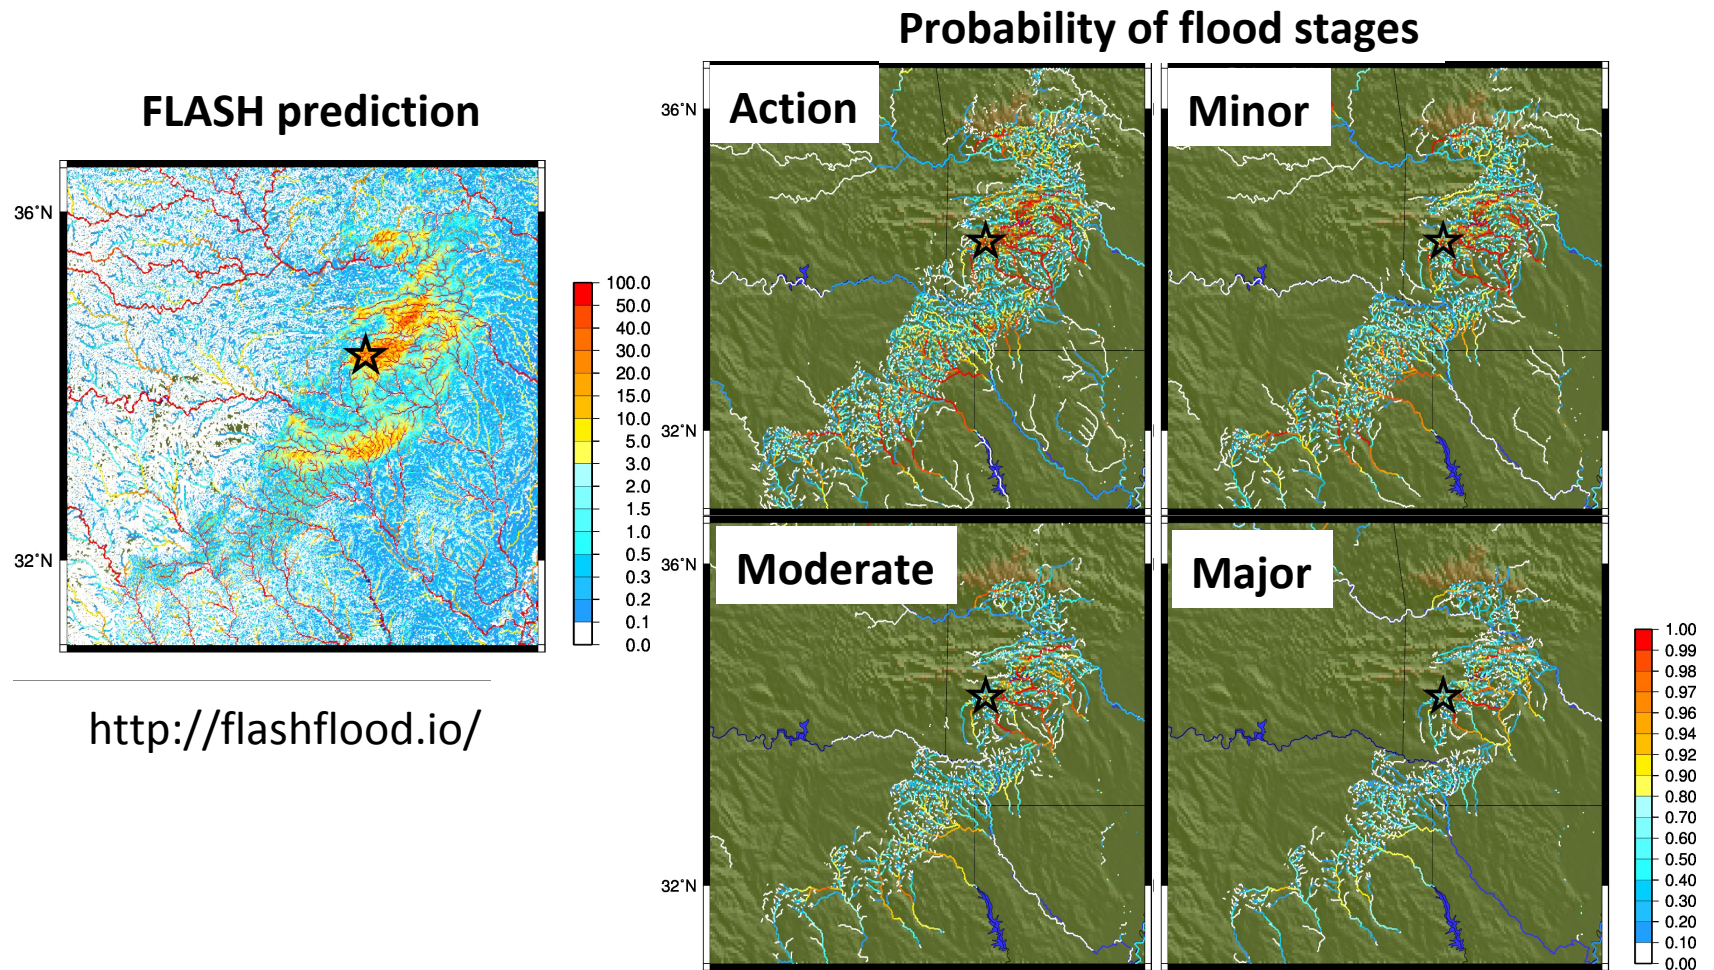 Probability of flood stages
FLASH prediction
36°N
32°N
100.0
50.0
40.0
30.0
20.0
15.0
10.0
5.0
3.0
2.0
1.5
1.0
0.5
0.3
0.2
0.1
0.0
http://flashflood.io/
Action
Minor
36°N
32°N
Moderate
Major
36°N
32°N
1.00
0.99
0.98
0.97
0.96
0.94
0.92
0.90
0.80
0.70
0.60
0.50
0.40
0.30
0.20
0.10
0.00